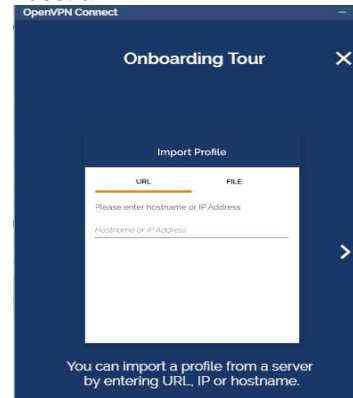 OpenVPN Connect
Onboarding Tour
Import Profile
URL FILE
Please enter hostname or IP Address
Hostname or IP Address
You can import a profile from a server
by entering URL, IP or hostname.